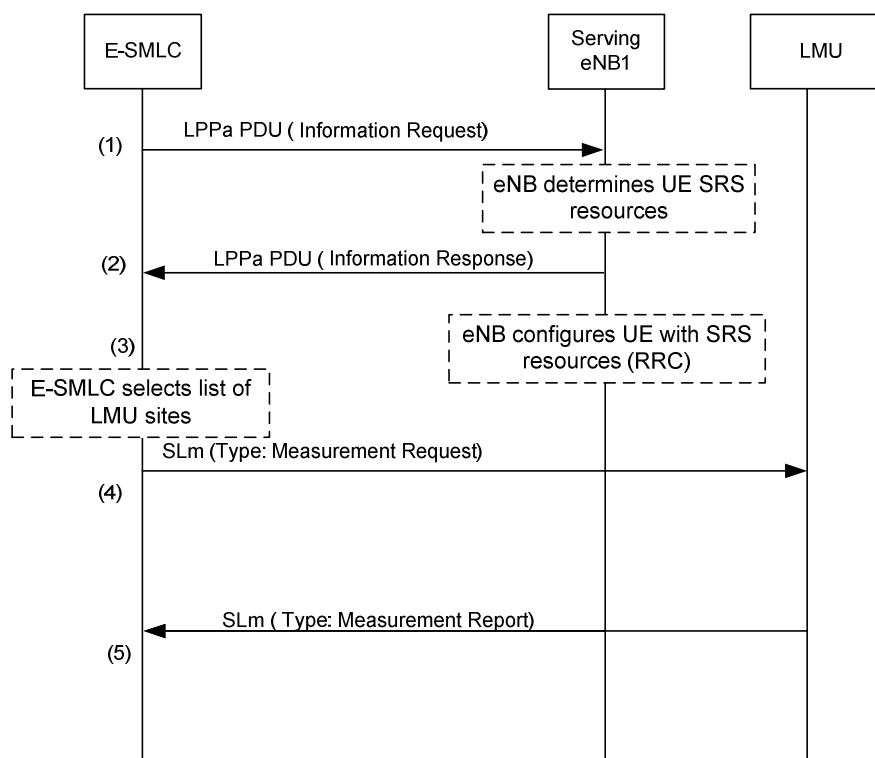 E-SMLC
Serving
eNB1
LMU
(1)
LPPa PDU ( Information Request)
eNB determines UE SRS
resources
(2)
LPPa PDU ( Information Response)
eNB configures UE with SRS
resources (RRC)
(3)
E-SMLC selects list of
LMU sites
SLm (Type: Measurement Request)
(4)
SLm ( Type: Measurement Report)
(5)